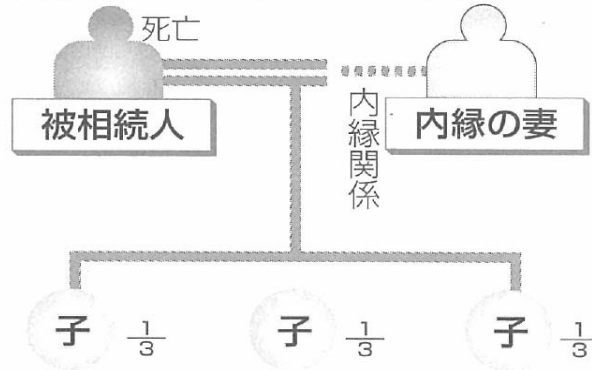 死亡
被相続人
内縁の妻
内縁関係
子 1/3
子 1/3
子 1/3